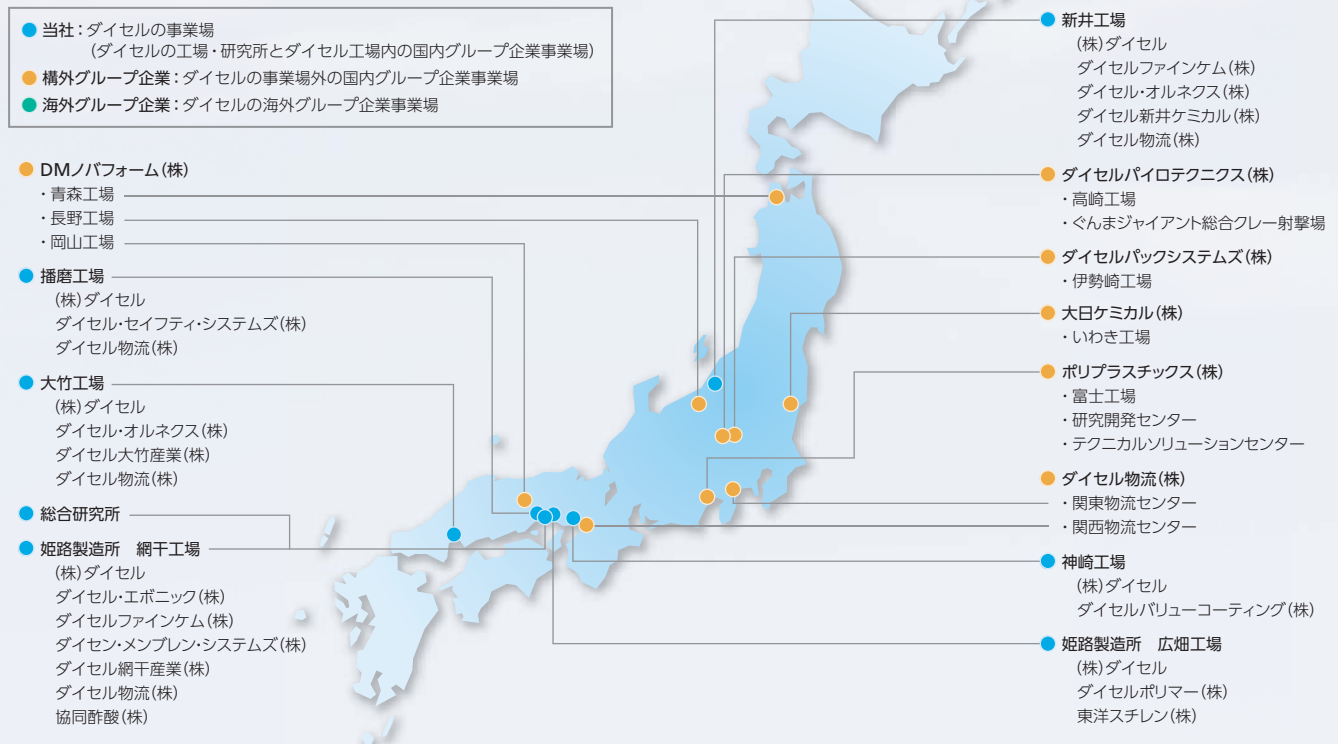 当社：ダイセルの事業場
（ダイセルの工場・研究所とダイセル工場内の国内グループ企業事業場）
構外グループ企業：ダイセルの事業場外の国内グループ企業事業場
海外グループ企業：ダイセルの海外グループ企業事業場
DMノバフォーム（株）
・青森工場
・長野工場
・岡山工場
播磨工場
（株）ダイセル
ダイセル・セイフティ・システムズ（株）
ダイセル物流（株）
大竹工場
（株）ダイセル
ダイセル・オルネクス（株）
ダイセル大竹産業（株）
ダイセル物流（株）
総合研究所
姫路製造所　網干工場
（株）ダイセル
ダイセル・エボニック（株）
ダイセルファインケム（株）
ダイセン・メンブレン・システムズ（株）
ダイセル網干産業（株）
ダイセル物流（株）
協同酢酸（株）
新井工場
（株）ダイセル
ダイセルファインケム（株）
ダイセル・オルネクス（株）
ダイセル新井ケミカル（株）
ダイセル物流（株）
ダイセルパイロテクニクス（株）
・高崎工場
・ぐんまジャイアント総合クレー射撃場
ダイセルパックシステムズ（株）
・伊勢崎工場
大日ケミカル（株）
・いわき工場
ポリプラスチックス（株）
・富士工場
・研究開発センター
・テクニカルソリューションセンター
ダイセル物流（株）
・関東物流センター
・関西物流センター
神崎工場
（株）ダイセル
ダイセルバリューコーティング（株）
姫路製造所　広畑工場
（株）ダイセル
ダイセルポリマー（株）
東洋スチレン（株）